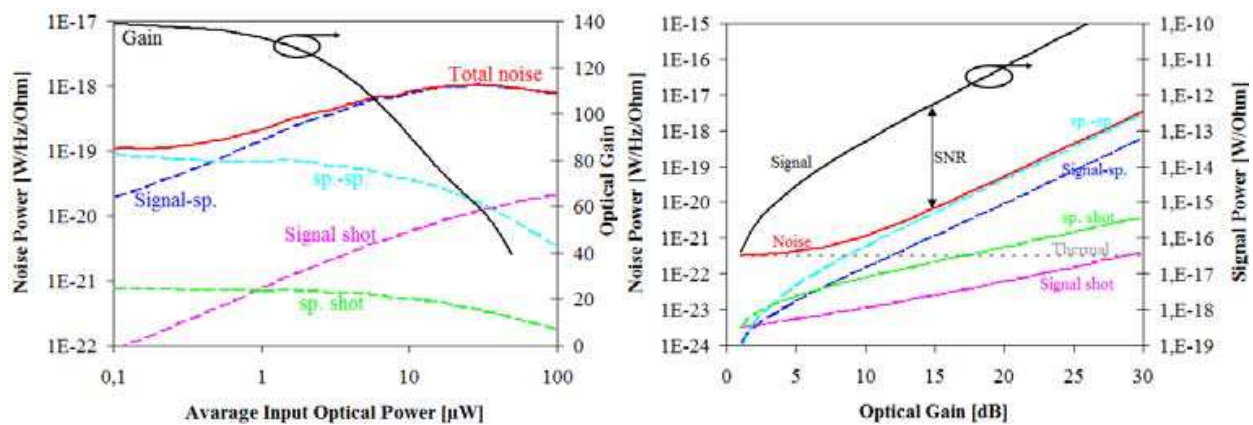 1E-17
1E-18
1E-19
1E-20
1E-21
1E-22
Noise Power [W/Hz/Ohm]
Gain
Total noise
sp.-sp.
Signal-sp.
Signal shot
sp. shot
140
120
100
80
60
40
20
0
Optical Gain
0,1
1
10
100
Avarage Input Optical Power [µW]
1E-15
1E-16
1E-17
1E-18
1E-19
1E-20
1E-21
1E-22
1E-23
1E-24
Noise Power [W/Hz/Ohm]
Signal
SNR
sp.-sp.
Signal-sp.
Noise
sp. shot
Thermal
Signal shot
1,E-10
1,E-11
1,E-12
1,E-13
1,E-14
1,E-15
1,E-16
1,E-17
1,E-18
1,E-19
Signal Power [W/Ohm]
0
5
10
15
20
25
30
Optical Gain [dB]